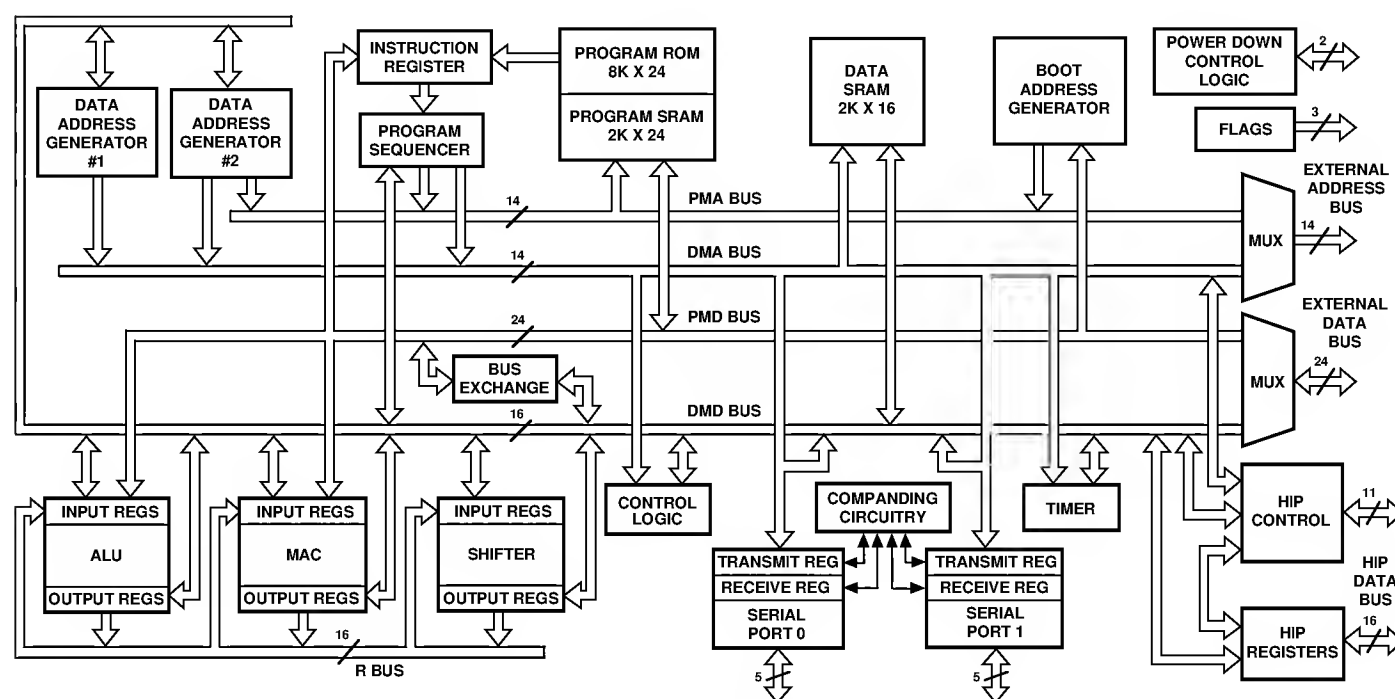 INSTRUCTION
REGISTER
PROGRAM ROM
8K X 24
PROGRAM SRAM
2K X 24
DATA
SRAM
2K X 16
BOOT
ADDRESS
GENERATOR
POWER DOWN
CONTROL
LOGIC
2
FLAGS
3
DATA
ADDRESS
GENERATOR
#1
DATA
ADDRESS
GENERATOR
#2
PROGRAM
SEQUENCER
EXTERNAL
ADDRESS
BUS
14
PMA BUS
MUX
14
14
DMA BUS
24
PMD BUS
EXTERNAL
DATA
BUS
MUX
24
BUS
EXCHANGE
16
DMD BUS
INPUT REGS
ALU
OUTPUT REGS
INPUT REGS
MAC
OUTPUT REGS
INPUT REGS
SHIFTER
OUTPUT REGS
16
R BUS
CONTROL
LOGIC
COMPANDING
CIRCUITRY
TIMER
TRANSMIT REG
RECEIVE REG
SERIAL
PORT 0
5
TRANSMIT REG
RECEIVE REG
SERIAL
PORT 1
5
HIP
CONTROL
11
HIP
DATA
BUS
16
HIP
REGISTERS